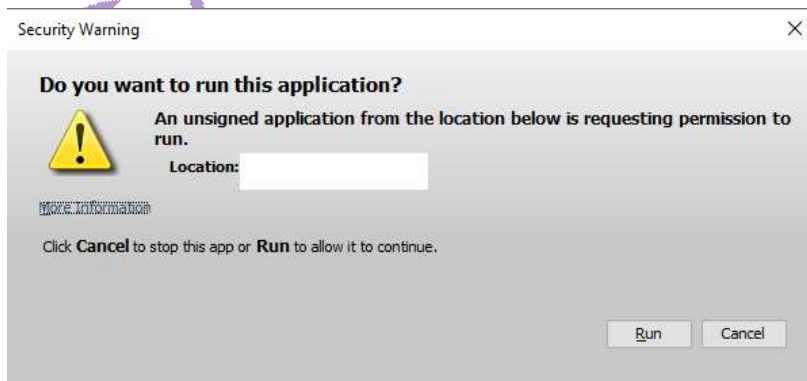 Security Warning
Do you want to run this application?
An unsigned application from the location below is requesting permission to
run.
Location:
More Information
Click Cancel to stop this app or Run to allow it to continue.
Run Cancel